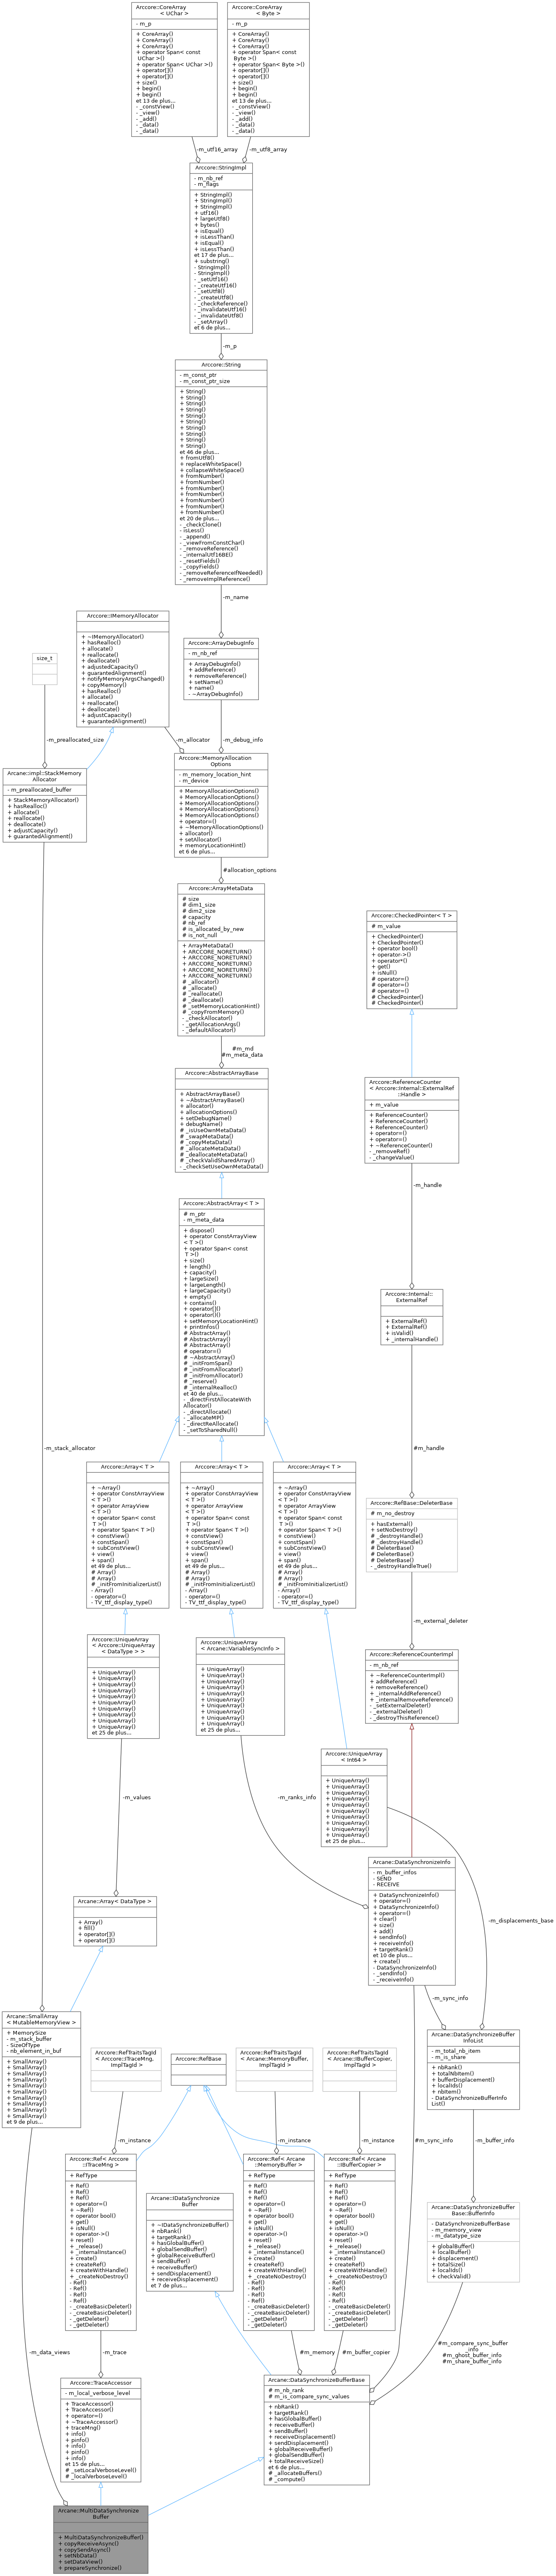 Arccore::CoreArray
< UChar >
- m_p
+ CoreArray()
+ CoreArray()
+ CoreArray()
+ operator Span< const
UChar >()
+ operator Span< UChar >()
+ operator[]()
+ operator[]()
+ size()
+ begin()
+ begin()
et 13 de plus...
- _constView()
- _view()
- _add()
- _data()
- _data()
Arccore::CoreArray
< Byte >
- m_p
+ CoreArray()
+ CoreArray()
+ CoreArray()
+ operator Span< const
Byte >()
+ operator Span< Byte >()
+ operator[]()
+ operator[]()
+ size()
+ begin()
+ begin()
et 13 de plus...
- _constView()
- _view()
- _add()
- _data()
- _data()
-m_utf16_array
-m_utf8_array
Arccore::StringImpl
- m_nb_ref
- m_flags
+ StringImpl()
+ StringImpl()
+ StringImpl()
+ utf16()
+ largeUtf8()
+ bytes()
+ isEqual()
+ isLessThan()
+ isEqual()
+ isLessThan()
et 17 de plus...
+ substring()
- StringImpl()
- StringImpl()
- _setUtf16()
- _createUtf16()
- _setUtf8()
- _createUtf8()
- _checkReference()
- _invalidateUtf16()
- _invalidateUtf8()
- _setArray()
et 6 de plus...
-m_p
Arccore::String
- m_const_ptr
- m_const_ptr_size
+ String()
+ String()
+ String()
+ String()
+ String()
+ String()
+ String()
+ String()
+ String()
+ String()
et 46 de plus...
+ fromUtf8()
+ replaceWhiteSpace()
+ collapseWhiteSpace()
+ fromNumber()
+ fromNumber()
+ fromNumber()
+ fromNumber()
+ fromNumber()
+ fromNumber()
+ fromNumber()
et 20 de plus...
- _checkClone()
- isLess()
- _append()
- _viewFromConstChar()
- _removeReference()
- _internalUtf16BE()
- _resetFields()
- _copyFields()
- _removeReferenceIfNeeded()
- _removeImplReference()
-m_name
Arccore::IMemoryAllocator
+ ~IMemoryAllocator()
+ hasRealloc()
+ allocate()
+ reallocate()
+ deallocate()
+ adjustedCapacity()
+ guarantedAlignment()
+ notifyMemoryArgsChanged()
+ copyMemory()
+ hasRealloc()
+ allocate()
+ reallocate()
+ deallocate()
+ adjustCapacity()
+ guarantedAlignment()
Arccore::ArrayDebugInfo
- m_nb_ref
+ ArrayDebugInfo()
+ addReference()
+ removeReference()
+ setName()
+ name()
- ~ArrayDebugInfo()
size_t
-m_preallocated_size
-m_allocator
-m_debug_info
Arcane::impl::StackMemory
Allocator
- m_preallocated_buffer
+ StackMemoryAllocator()
+ hasRealloc()
+ allocate()
+ reallocate()
+ deallocate()
+ adjustCapacity()
+ guarantedAlignment()
Arccore::MemoryAllocation
Options
- m_memory_location_hint
- m_device
+ MemoryAllocationOptions()
+ MemoryAllocationOptions()
+ MemoryAllocationOptions()
+ MemoryAllocationOptions()
+ MemoryAllocationOptions()
+ operator=()
+ ~MemoryAllocationOptions()
+ allocator()
+ setAllocator()
+ memoryLocationHint()
et 6 de plus...
#allocation_options
Arccore::ArrayMetaData
# size
# dim1_size
# dim2_size
# capacity
# nb_ref
# is_allocated_by_new
# is_not_null
+ ArrayMetaData()
+ ARCCORE_NORETURN()
+ ARCCORE_NORETURN()
+ ARCCORE_NORETURN()
+ ARCCORE_NORETURN()
+ ARCCORE_NORETURN()
# _allocator()
# _allocate()
# _reallocate()
# _deallocate()
# _setMemoryLocationHint()
# _copyFromMemory()
- _checkAllocator()
- _getAllocationArgs()
- _defaultAllocator()
#m_md
#m_meta_data
Arccore::CheckedPointer< T >
# m_value
+ CheckedPointer()
+ CheckedPointer()
+ operator bool()
+ operator->()
+ operator*()
+ get()
+ isNull()
# operator=()
# operator=()
# operator=()
# CheckedPointer()
# CheckedPointer()
Arccore::AbstractArrayBase
+ AbstractArrayBase()
+ ~AbstractArrayBase()
+ allocator()
+ allocationOptions()
+ setDebugName()
+ debugName()
# _isUseOwnMetaData()
# _swapMetaData()
# _copyMetaData()
# _allocateMetaData()
# _deallocateMetaData()
# _checkValidSharedArray()
- _checkSetUseOwnMetaData()
Arccore::ReferenceCounter
< Arccore::Internal::ExternalRef
::Handle >
+ m_value
+ ReferenceCounter()
+ ReferenceCounter()
+ ReferenceCounter()
+ operator=()
+ operator=()
+ ~ReferenceCounter()
- _removeRef()
- _changeValue()
-m_handle
Arccore::AbstractArray< T >
# m_ptr
- m_meta_data
+ dispose()
+ operator ConstArrayView
< T >()
+ operator Span< const
T >()
+ size()
+ length()
+ capacity()
+ largeSize()
+ largeLength()
+ largeCapacity()
+ empty()
+ contains()
+ operator[]()
+ operator()()
+ setMemoryLocationHint()
+ printInfos()
# AbstractArray()
# AbstractArray()
# AbstractArray()
# operator=()
# ~AbstractArray()
# _initFromSpan()
# _initFromAllocator()
# _initFromAllocator()
# _reserve()
# _internalRealloc()
et 40 de plus...
- _directFirstAllocateWith
Allocator()
- _directAllocate()
- _allocateMP()
- _directReAllocate()
- _setToSharedNull()
Arccore::Internal::
ExternalRef
+ ExternalRef()
+ ExternalRef()
+ isValid()
+ _internalHandle()
-m_stack_allocator
#m_handle
Arccore::Array< T >
+ ~Array()
+ operator ConstArrayView
< T >()
+ operator ArrayView
< T >()
+ operator Span< const
T >()
+ operator Span< T >()
+ constView()
+ constSpan()
+ subConstView()
+ view()
+ span()
et 49 de plus...
# Array()
# Array()
# _initFromInitializerList()
- Array()
- operator=()
- TV_ttf_display_type()
Arccore::Array< T >
+ ~Array()
+ operator ConstArrayView
< T >()
+ operator ArrayView
< T >()
+ operator Span< const
T >()
+ operator Span< T >()
+ constView()
+ constSpan()
+ subConstView()
+ view()
+ span()
et 49 de plus...
# Array()
# Array()
# _initFromInitializerList()
- Array()
- operator=()
- TV_ttf_display_type()
Arccore::Array< T >
+ ~Array()
+ operator ConstArrayView
< T >()
+ operator ArrayView
< T >()
+ operator Span< const
T >()
+ operator Span< T >()
+ constView()
+ constSpan()
+ subConstView()
+ view()
+ span()
et 49 de plus...
# Array()
# Array()
# _initFromInitializerList()
- Array()
- operator=()
- TV_ttf_display_type()
Arccore::RefBase::DeleterBase
# m_no_destroy
+ hasExternal()
+ setNoDestroy()
# _destroyHandle()
# _destroyHandle()
# DeleterBase()
# DeleterBase()
# DeleterBase()
- _destroyHandleTrue()
-m_external_deleter
Arccore::UniqueArray
< Arccore::UniqueArray
< DataType > >
+ UniqueArray()
+ UniqueArray()
+ UniqueArray()
+ UniqueArray()
+ UniqueArray()
+ UniqueArray()
+ UniqueArray()
+ UniqueArray()
+ UniqueArray()
+ UniqueArray()
et 25 de plus...
Arccore::UniqueArray
< Arcane::VariableSyncInfo >
+ UniqueArray()
+ UniqueArray()
+ UniqueArray()
+ UniqueArray()
+ UniqueArray()
+ UniqueArray()
+ UniqueArray()
+ UniqueArray()
+ UniqueArray()
+ UniqueArray()
et 25 de plus...
Arccore::ReferenceCounterImpl
- m_nb_ref
+ ~ReferenceCounterImpl()
+ addReference()
+ removeReference()
+ _internalAddReference()
+ _internalRemoveReference()
- _setExternalDeleter()
- _externalDeleter()
- _destroyThisReference()
Arccore::UniqueArray
< Int64 >
+ UniqueArray()
+ UniqueArray()
+ UniqueArray()
+ UniqueArray()
+ UniqueArray()
+ UniqueArray()
+ UniqueArray()
+ UniqueArray()
+ UniqueArray()
+ UniqueArray()
et 25 de plus...
-m_values
-m_ranks_info
Arcane::DataSynchronizeInfo
- m_buffer_infos
- SEND
- RECEIVE
+ DataSynchronizeInfo()
+ operator=()
+ DataSynchronizeInfo()
+ operator=()
+ clear()
+ size()
+ add()
+ sendInfo()
+ receiveInfo()
+ targetRank()
et 10 de plus...
+ create()
- DataSynchronizeInfo()
- _sendInfo()
- _receiveInfo()
-m_displacements_base
Arcane::Array< DataType >
+ Array()
+ fill()
+ operator[]()
+ operator[]()
-m_sync_info
Arcane::SmallArray
< MutableMemoryView >
+ MemorySize
- m_stack_buffer
- SizeOfType
- nb_element_in_buf
+ SmallArray()
+ SmallArray()
+ SmallArray()
+ SmallArray()
+ SmallArray()
+ SmallArray()
+ SmallArray()
+ SmallArray()
+ SmallArray()
+ SmallArray()
et 9 de plus...
Arcane::DataSynchronizeBuffer
InfoList
- m_total_nb_item
- m_is_share
+ nbRank()
+ totalNbItem()
+ bufferDisplacement()
+ localIds()
+ nbItem()
- DataSynchronizeBufferInfo
List()
RefTraitsTagId
< Arccore::ITraceMng,
ImplTagId >
Arccore::RefBase
RefTraitsTagId
< Arcane::MemoryBuffer,
ImplTagId >
RefTraitsTagId
< Arcane::IBufferCopier,
ImplTagId >
-m_instance
-m_instance
-m_instance
#m_sync_info
-m_buffer_info
Arccore::Ref< Arccore
::ITraceMng >
+ RefType
+ Ref()
+ Ref()
+ Ref()
+ operator=()
+ ~Ref()
+ operator bool()
+ get()
+ isNull()
+ operator->()
+ reset()
+ _release()
+ _internalInstance()
+ create()
+ createRef()
+ createWithHandle()
+ _createNoDestroy()
- Ref()
- Ref()
- Ref()
- Ref()
- _createBasicDeleter()
- _createBasicDeleter()
- _getDeleter()
- _getDeleter()
Arcane::IDataSynchronize
Buffer
+ ~IDataSynchronizeBuffer()
+ nbRank()
+ targetRank()
+ hasGlobalBuffer()
+ globalSendBuffer()
+ globalReceiveBuffer()
+ sendBuffer()
+ receiveBuffer()
+ sendDisplacement()
+ receiveDisplacement()
et 7 de plus...
Arccore::Ref< Arcane
::MemoryBuffer >
+ RefType
+ Ref()
+ Ref()
+ Ref()
+ operator=()
+ ~Ref()
+ operator bool()
+ get()
+ isNull()
+ operator->()
+ reset()
+ _release()
+ _internalInstance()
+ create()
+ createRef()
+ createWithHandle()
+ _createNoDestroy()
- Ref()
- Ref()
- Ref()
- Ref()
- _createBasicDeleter()
- _createBasicDeleter()
- _getDeleter()
- _getDeleter()
Arccore::Ref< Arcane
::IBufferCopier >
+ RefType
+ Ref()
+ Ref()
+ Ref()
+ operator=()
+ ~Ref()
+ operator bool()
+ get()
+ isNull()
+ operator->()
+ reset()
+ _release()
+ _internalInstance()
+ create()
+ createRef()
+ createWithHandle()
+ _createNoDestroy()
- Ref()
- Ref()
- Ref()
- Ref()
- _createBasicDeleter()
- _createBasicDeleter()
- _getDeleter()
- _getDeleter()
Arcane::DataSynchronizeBuffer
Base::BufferInfo
- DataSynchronizeBufferBase
- m_memory_view
- m_datatype_size
+ globalBuffer()
+ localBuffer()
+ displacement()
+ totalSize()
+ localIds()
+ checkValid()
-m_data_views
-m_trace
#m_memory
#m_buffer_copier
#m_compare_sync_buffer
_info
#m_ghost_buffer_info
#m_share_buffer_info
Arccore::TraceAccessor
- m_local_verbose_level
+ TraceAccessor()
+ TraceAccessor()
+ operator=()
+ ~TraceAccessor()
+ traceMng()
+ info()
+ pinfo()
+ info()
+ pinfo()
+ info()
et 15 de plus...
# _setLocalVerboseLevel()
# _localVerboseLevel()
Arcane::DataSynchronizeBufferBase
# m_nb_rank
# m_is_compare_sync_values
+ nbRank()
+ targetRank()
+ hasGlobalBuffer()
+ receiveBuffer()
+ sendBuffer()
+ receiveDisplacement()
+ sendDisplacement()
+ globalReceiveBuffer()
+ globalSendBuffer()
+ totalReceiveSize()
et 6 de plus...
# _allocateBuffers()
# _compute()
Arcane::MultiDataSynchronize
Buffer
+ MultiDataSynchronizeBuffer()
+ copyReceiveAsync()
+ copySendAsync()
+ setNbData()
+ setDataView()
+ prepareSynchronize()